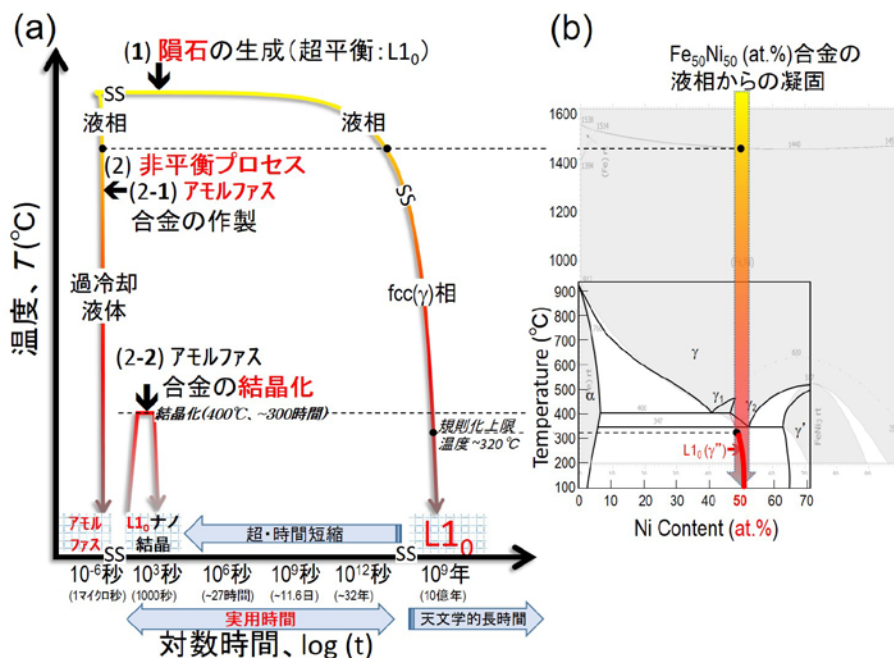 (a)
(1) 隕石の生成(超平衡:L1₀)
SS
液相
液相
(2) 非平衡プロセス
(2-1) アモルファス
合金の作製
SS
温度、T(℃)
過冷却
液体
fcc(γ)相
(2-2) アモルファス
合金の結晶化
結晶化(400℃、~300時間)
規則化上限
温度~320℃
アモル
ファス
L1₀ナノ
結晶
超・時間短縮
L1₀
SS
SS
10⁻⁶秒
10³秒
10⁶秒
10⁹秒
10¹²秒
10⁹年
(1マイクロ秒)
(1000秒)
(~27時間)
(~11.6日)
(~32年)
(10億年)
実用時間
天文学的長時間
対数時間、log (t)
(b)
Fe₅₀Ni₅₀ (at.%)合金の
液相からの凝固
1600
1538
1534
1394
1440
1400
1200
1000
900
800
700
600
500
400
300
200
100
Temperature (℃)
γ
α
γ₁
γ₂
γ'
400
347
L1₀(γ'')
FeNi₃ rt
0
10
20
30
40
50
60
70
Ni Content (at.%)